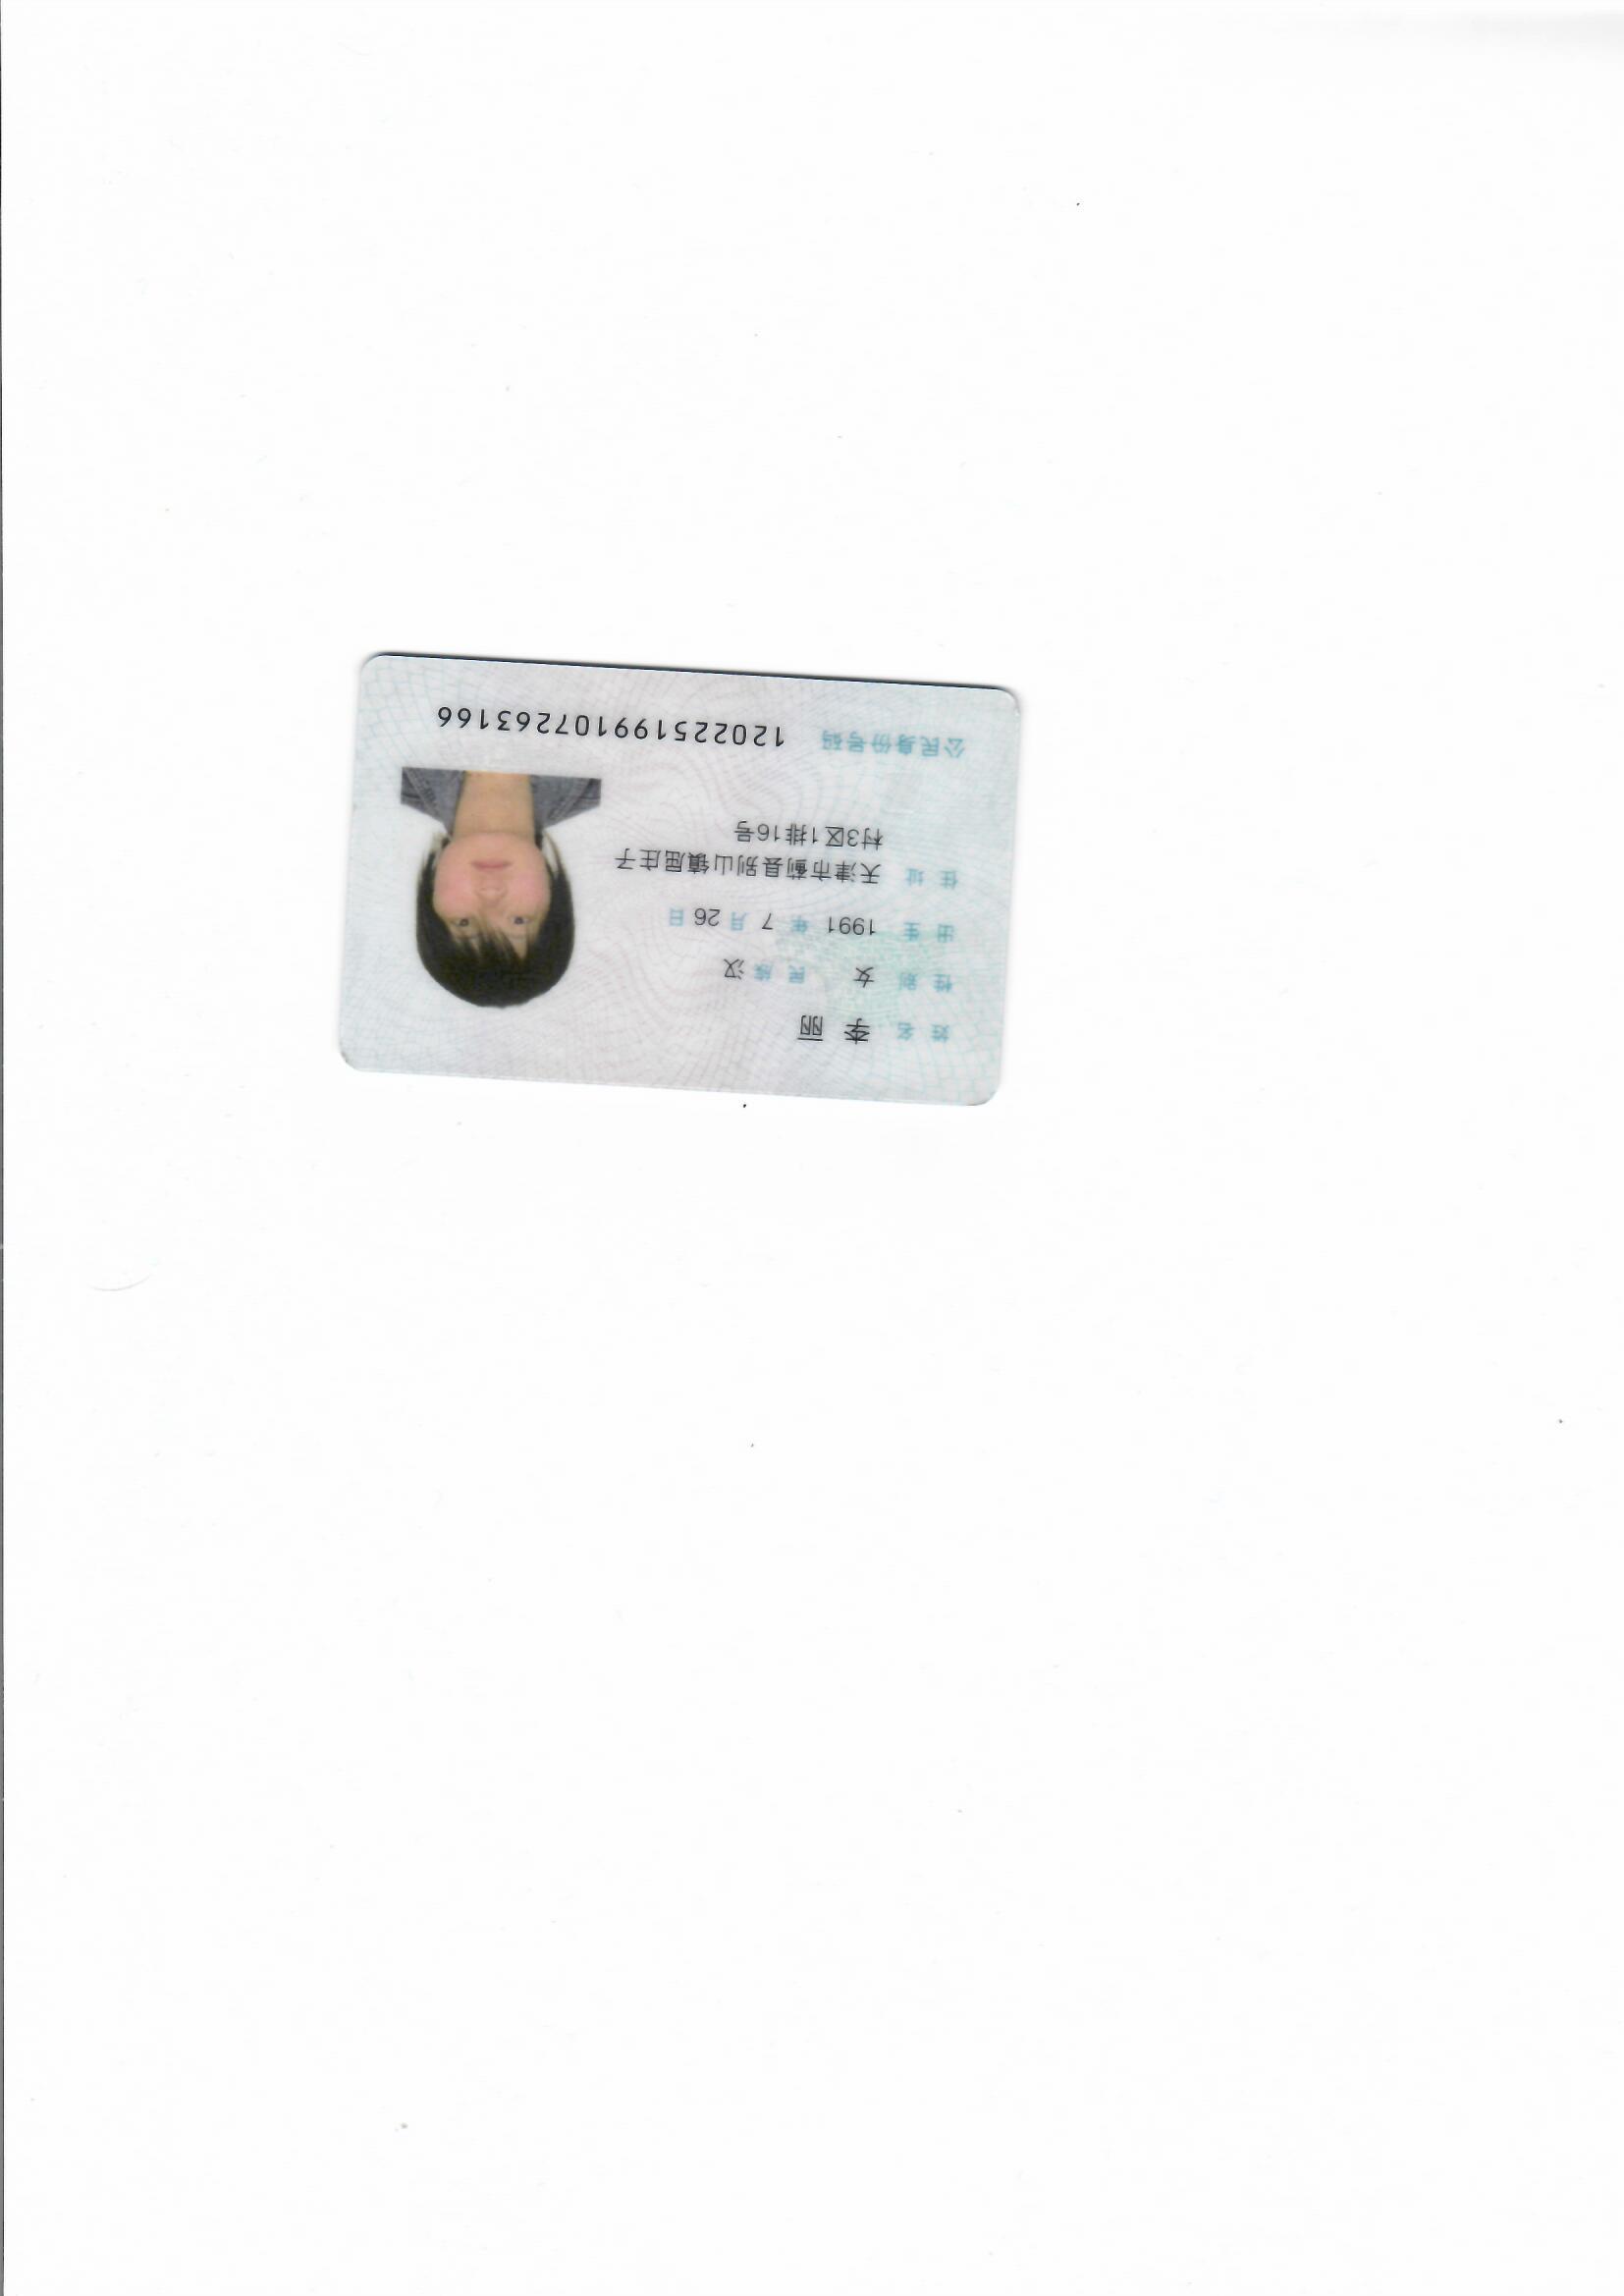 姓名 李丽
性别 女 民族 汉
出生 1991 年 7 月 26 日
住址 天津市蓟县别山镇屈庄子
村3区1排16号
公民身份号码 120225199107263166